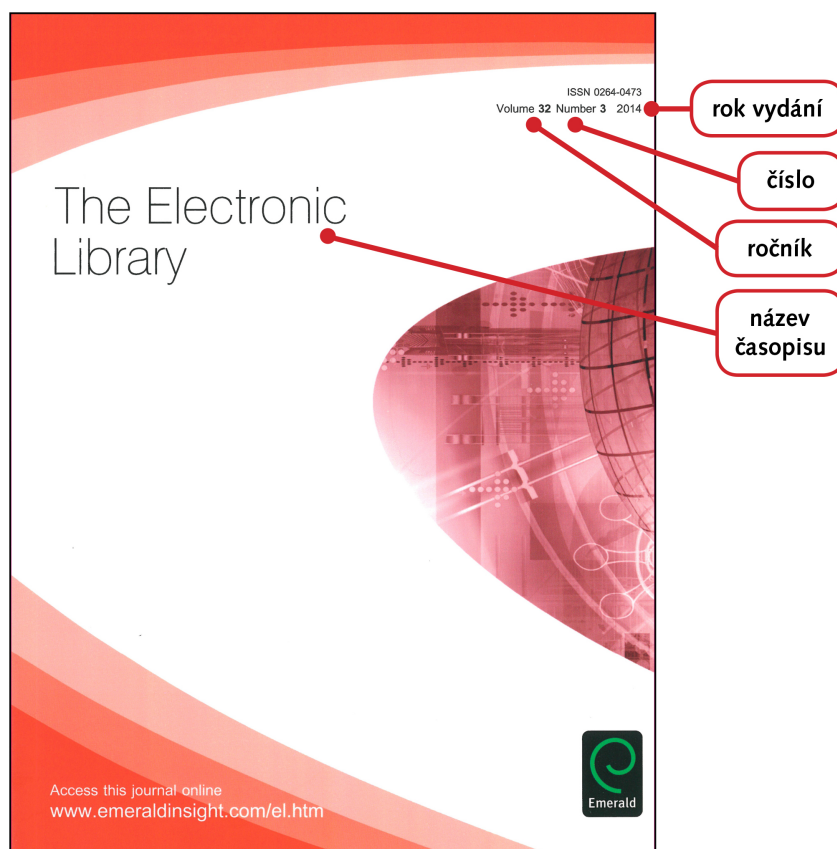 ISSN 0264-0473
Volume 32 Number 3 2014
rok vydání
číslo
ročník
The Electronic
Library
název
časopisu
Emerald
Access this journal online
www.emeraldinsight.com/el.htm